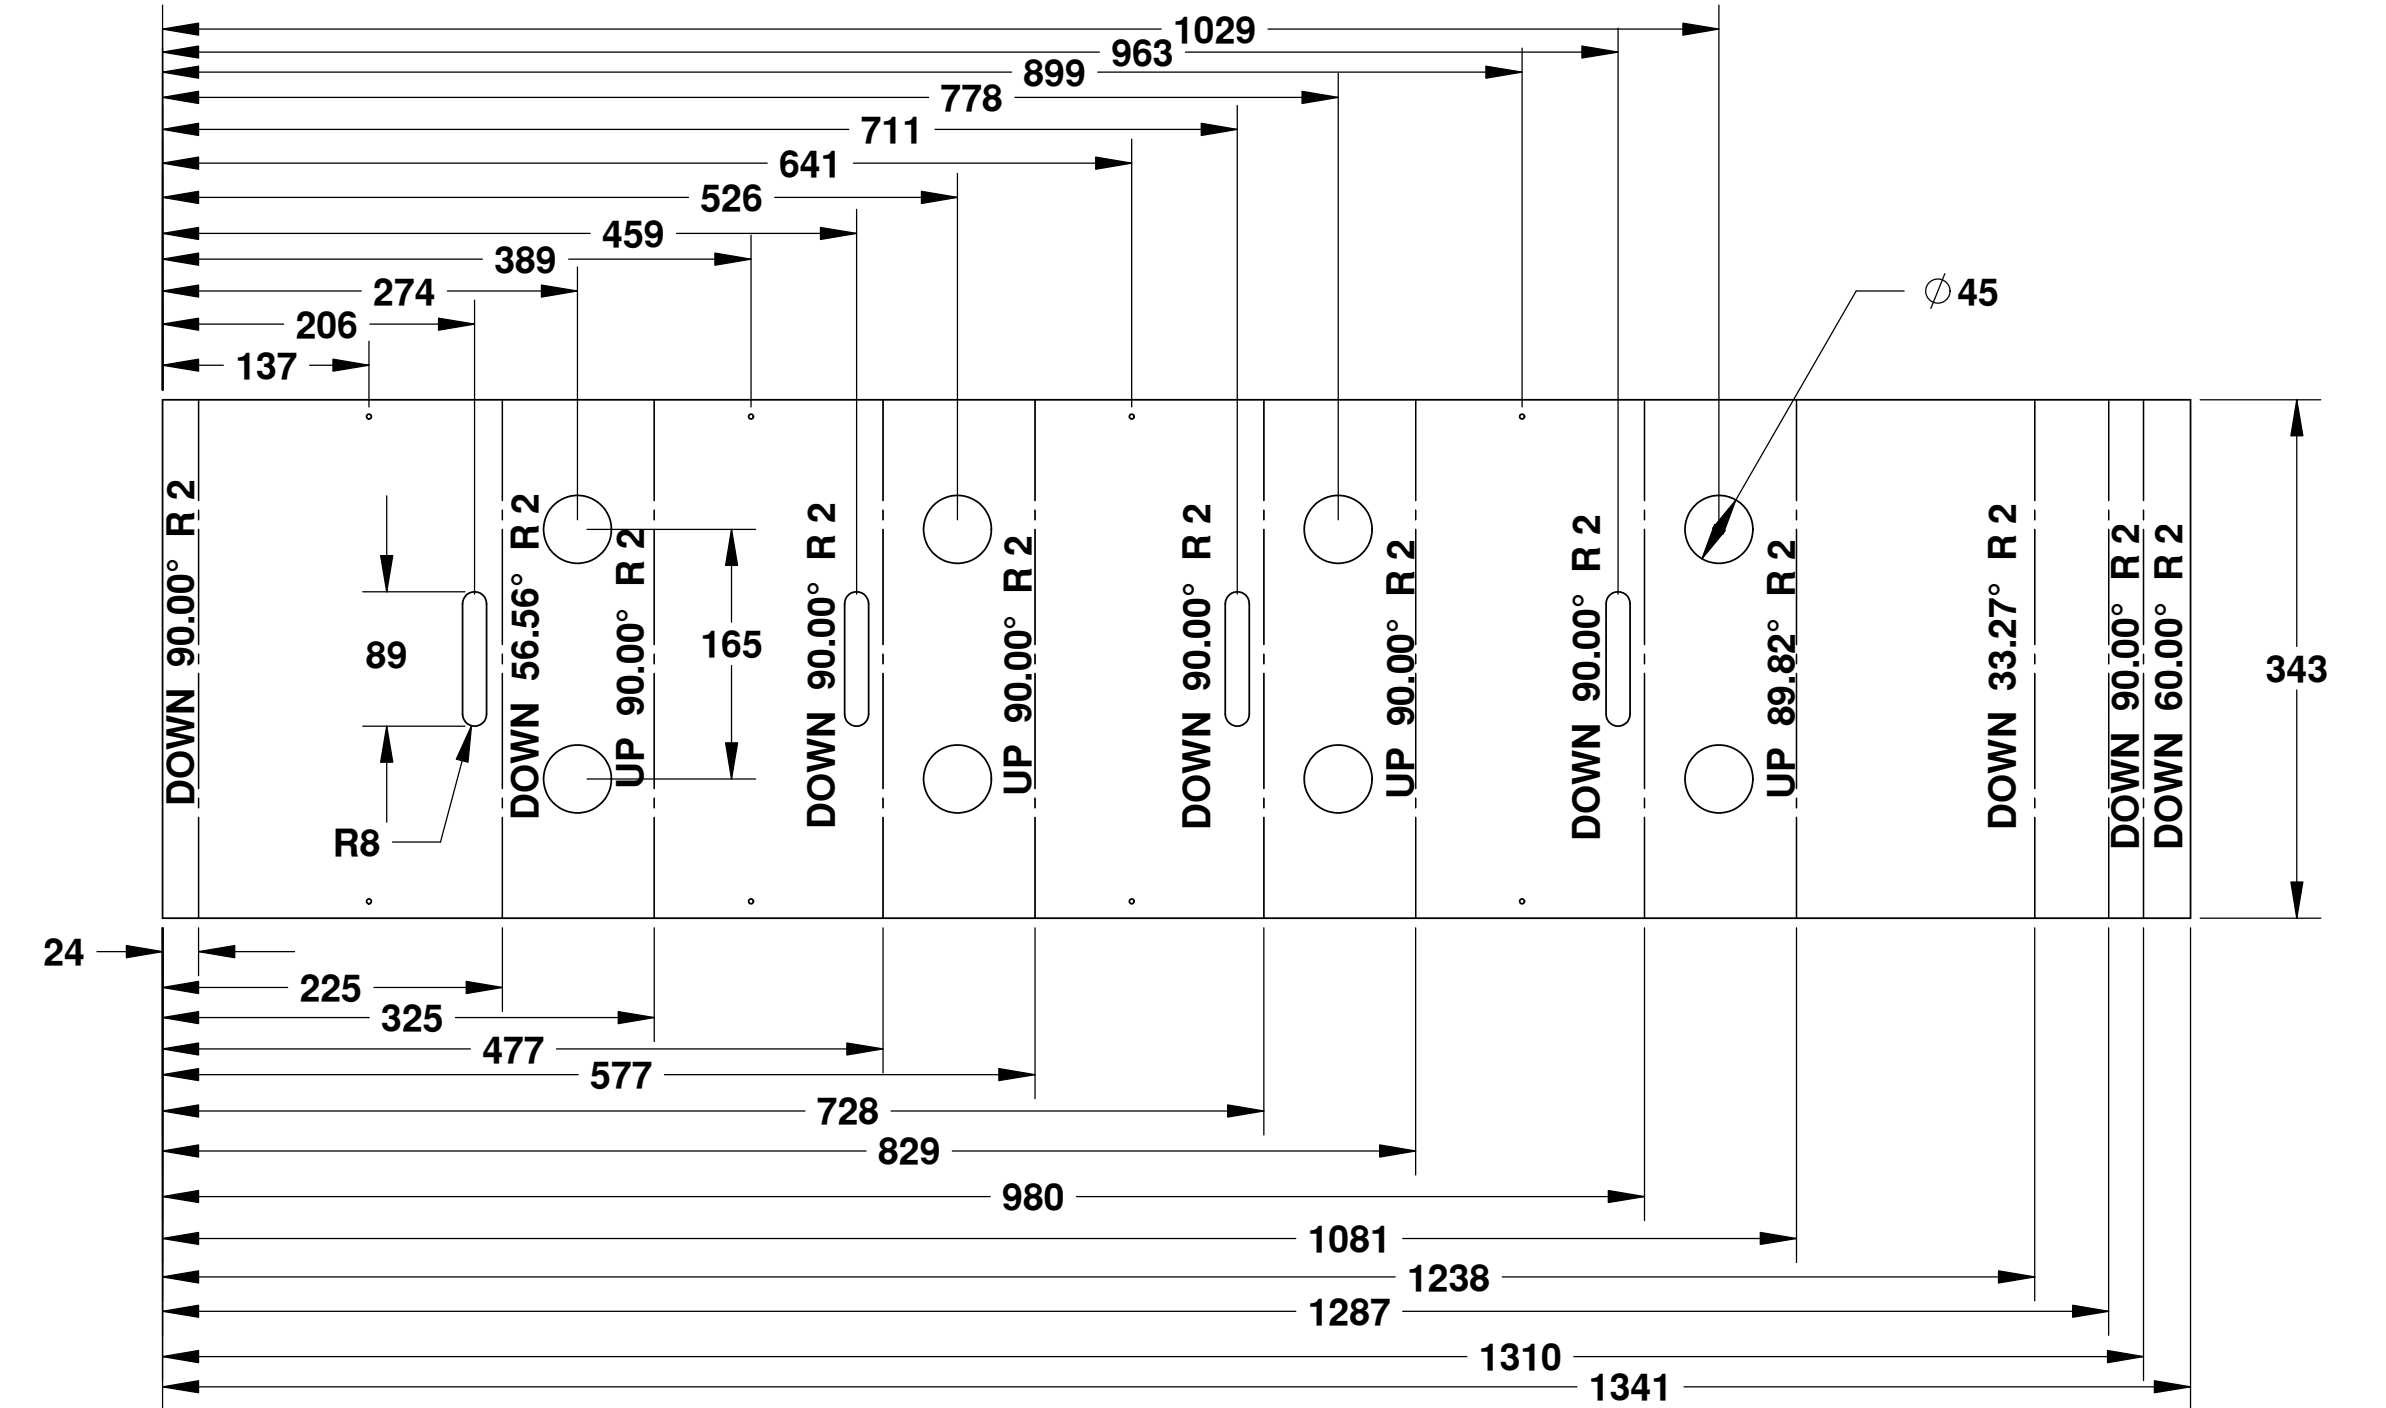 1029
963
899
778
711
641
526
459
389
274
206
137
⌀45
DOWN 90.00° R 2
DOWN 56.56° R 2
UP 90.00° R 2
DOWN 90.00° R 2
UP 90.00° R 2
DOWN 90.00° R 2
UP 90.00° R 2
DOWN 90.00° R 2
UP 89.82° R 2
DOWN 33.27° R 2
DOWN 90.00° R 2
DOWN 60.00° R 2
89
165
343
R8
24
225
325
477
577
728
829
980
1081
1238
1287
1310
1341